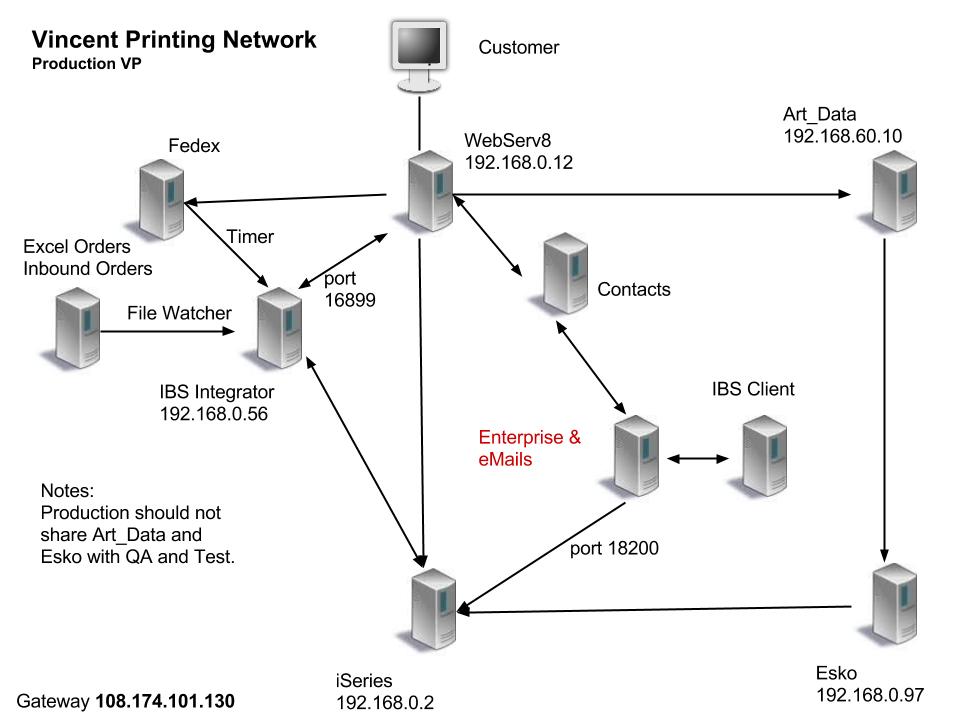 Vincent Printing Network
Production VP
Customer
Art_Data
192.168.60.10
WebServ8
192.168.0.12
Fedex
Timer
Excel Orders
Inbound Orders
port
16899
Contacts
File Watcher
IBS Integrator
192.168.0.56
IBS Client
Enterprise &
eMails
Notes:
Production should not
share Art_Data and
Esko with QA and Test.
port 18200
iSeries
192.168.0.2
Esko
192.168.0.97
Gateway 108.174.101.130